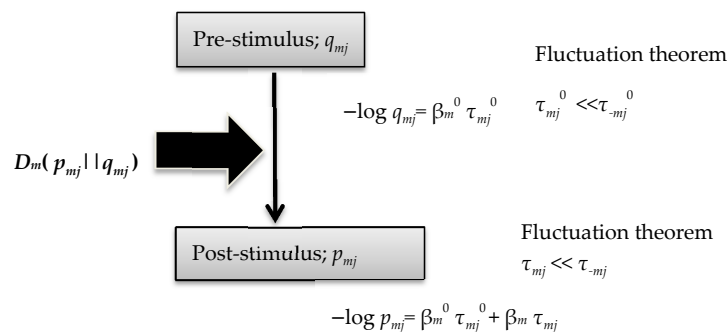 Pre-stimulus; q_mj
Fluctuation theorem
−log q_mj = β_m^0 τ_mj^0
τ_mj^0 <<τ_-mj^0
D_m( p_mj||q_mj)
Post-stimulus; p_mj
Fluctuation theorem
τ_mj << τ_-mj
−log p_mj = β_m^0 τ_mj^0 + β_m τ_mj